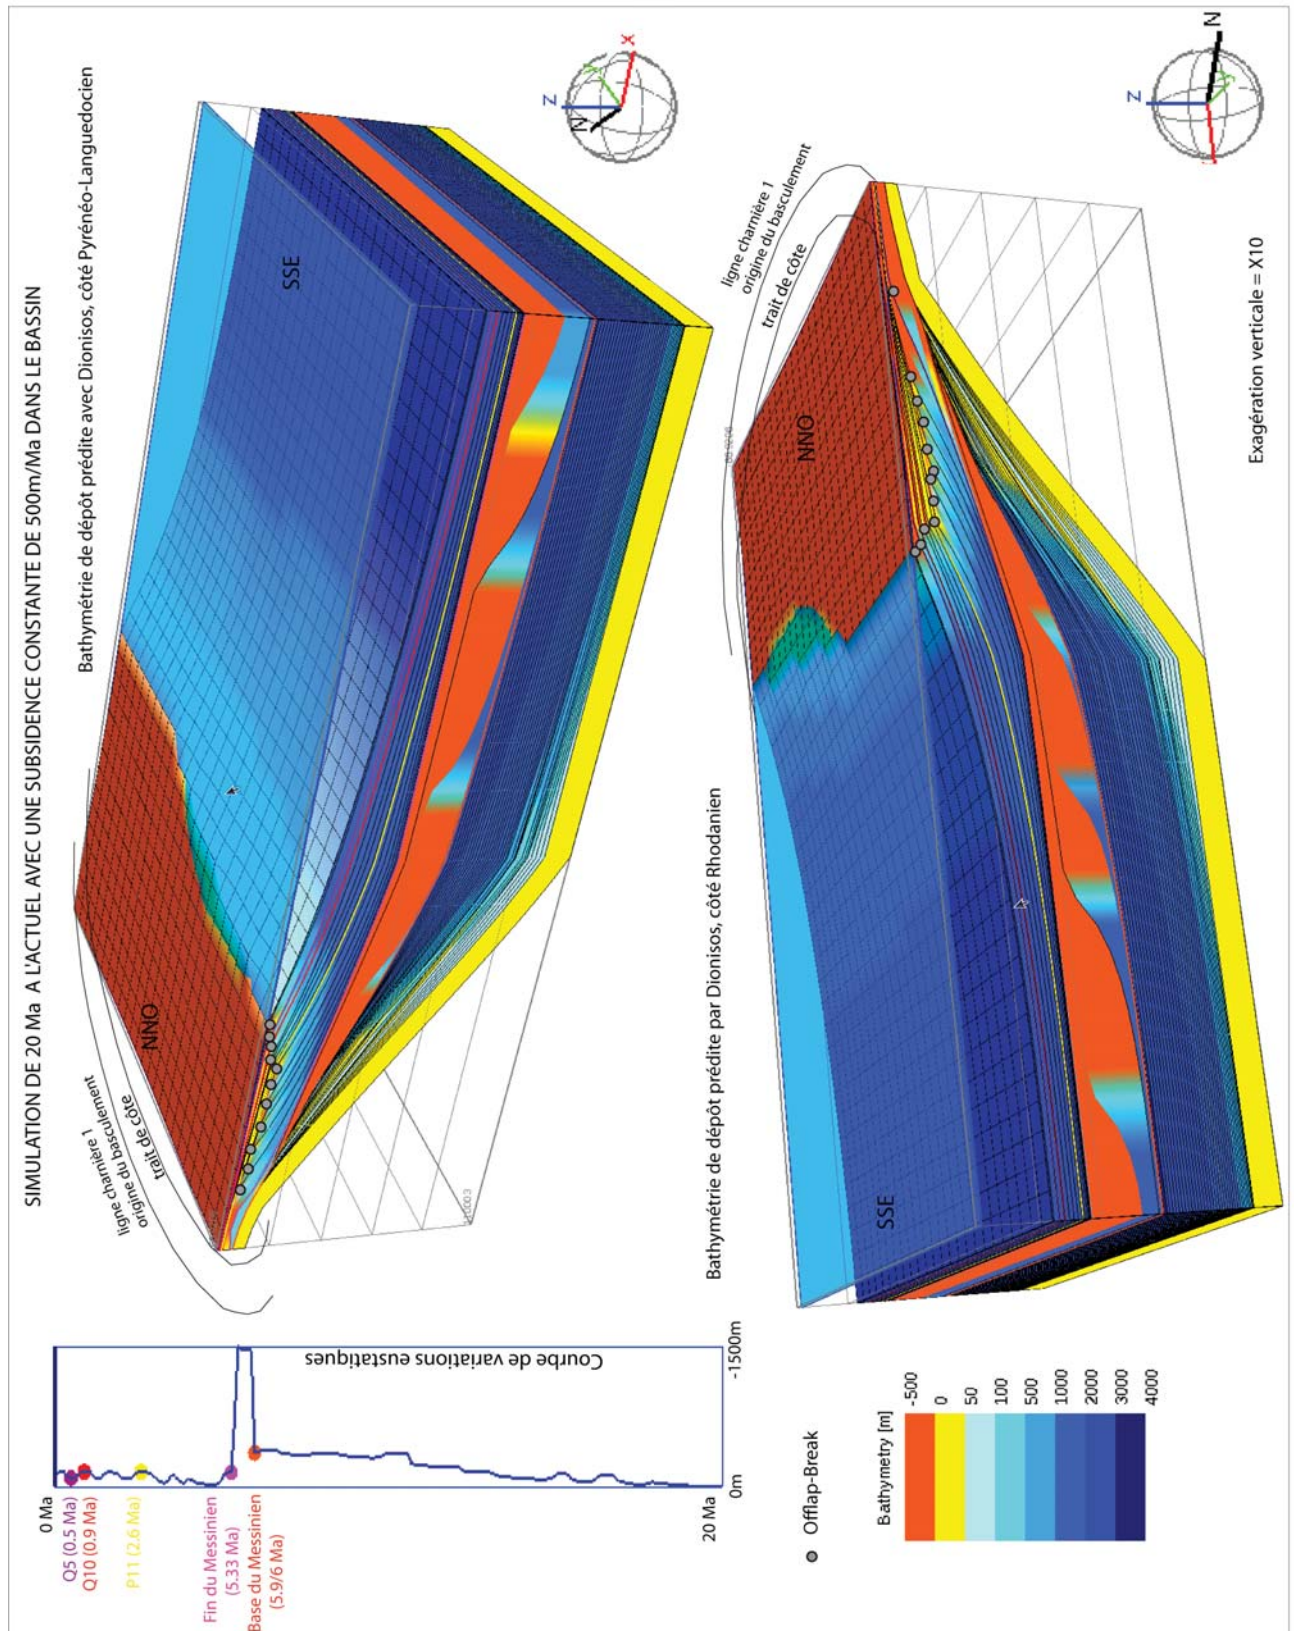 SIMULATION DE 20 Ma A L'ACTUEL AVEC UNE SUBSIDENCE CONSTANTE DE 500m/Ma DANS LE BASSIN
Bathymétrie de dépôt prédite avec Dionisos, côté Pyrénéo-Languedocien
0 Ma
Q5 (0.5 Ma)
Q10 (0.9 Ma)
P11 (2.6 Ma)
Fin du Messinien
(5.33 Ma)
Base du Messinien
(5.9/6 Ma)
20 Ma
0m
-1500m
Courbe de variations eustatiques
ligne charnière 1
origine du basculement
trait de côte
NNO
SSE
Z
N
y
X
Offlap-Break
Bathymetry [m]
-500
0
50
100
500
1000
2000
3000
4000
Bathymétrie de dépôt prédite par Dionisos, côté Rhodanien
SSE
NNO
ligne charnière 1
origine du basculement
trait de côte
Z
N
y
Exagération verticale = X10